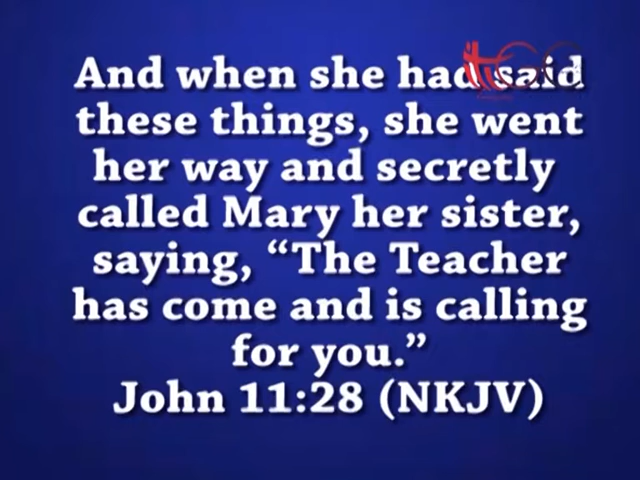 And when she had said
these things, she went
her way and secretly
called Mary her sister,
saying, “The Teacher
has come and is calling
for you.”
John 11:28 (NKJV)